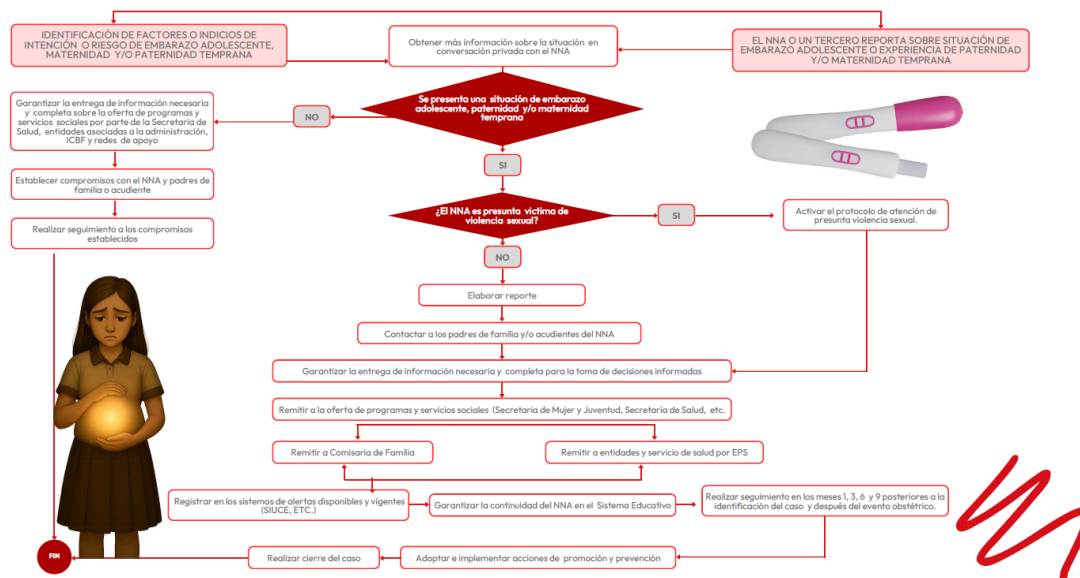 IDENTIFICACIÓN DE FACTORES O INDICIOS DE
INTENCIÓN O RIESGO DE EMBARAZO ADOLESCENTE,
MATERNIDAD Y/O PATERNIDAD TEMPRANA
Obtener más información sobre la situación en
conversación privada con el NNA
EL NNA O UN TERCERO REPORTA SOBRE SITUACIÓN DE
EMBARAZO ADOLESCENTE O EXPERIENCIA DE PATERNIDAD
Y/O MATERNIDAD TEMPRANA
Se presenta una situación de embarazo
adolescente, paternidad y/o maternidad
temprana
NO
Garantizar la entrega de información necesaria
y completa sobre la oferta de programas y
servicios sociales por parte de la Secretaria de
Salud, entidades asociadas a la administración,
ICBF y redes de apoyo
Establecer compromisos con el NNA y padres de
familia o acudiente
Realizar seguimiento a los compromisos
establecidos
SI
¿El NNA es presunta victima de
violencia sexual?
SI
Activar el protocolo de atención de
presunta violencia sexual.
NO
Elaborar reporte
Contactar a los padres de familia y/o acudientes del NNA
Garantizar la entrega de información necesaria y completa para la toma de decisiones informadas
Remitir a la oferta de programas y servicios sociales (Secretaria de Mujer y Juventud, Secretaría de Salud, etc.
Remitir a Comisaria de Familia
Remitir a entidades y servicio de salud por EPS
Registrar en los sistemas de alertas disponibles y vigentes
(SIUCE, ETC.)
Garantizar la continuidad del NNA en el Sistema Educativo
Realizar seguimiento en los meses 1, 3, 6 y 9 posteriores a la
identificación del caso y después del evento obstétrico.
Adoptar e implementar acciones de promoción y prevención
Realizar cierre del caso
FIN